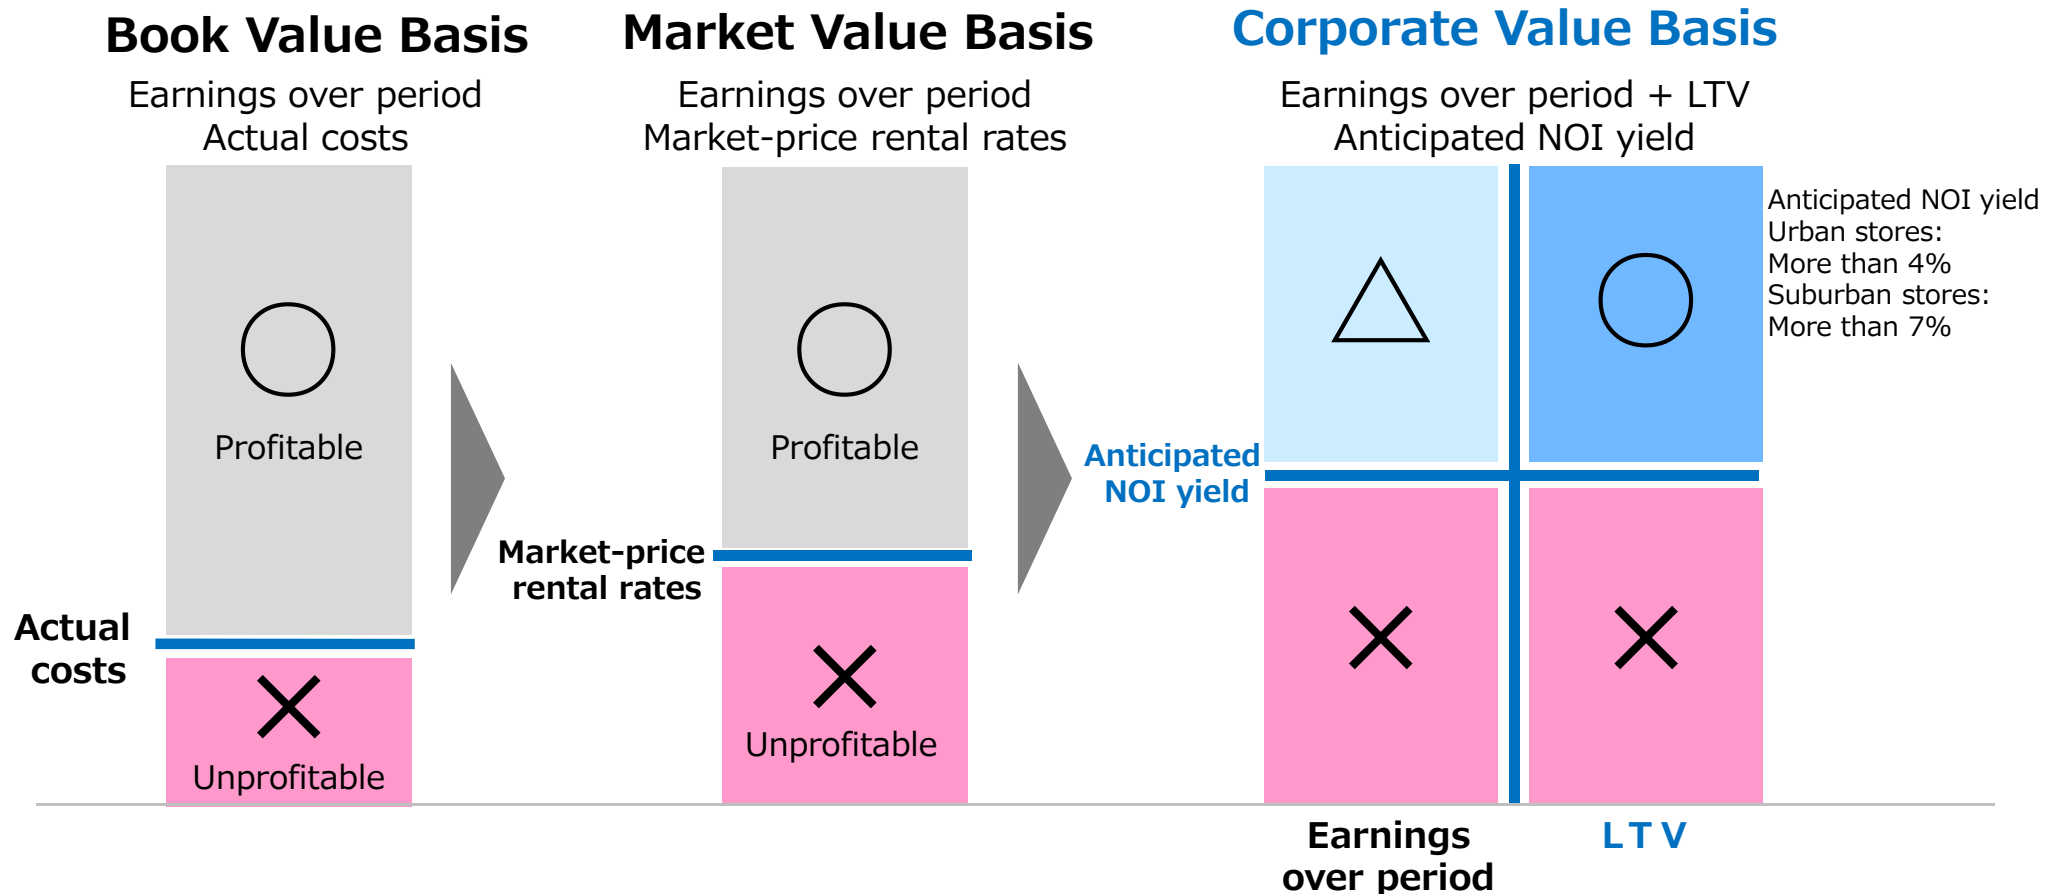 Book Value Basis
Earnings over period
Actual costs
Profitable
Actual
costs
Unprofitable
Market Value Basis
Earnings over period
Market-price rental rates
Profitable
Market-price
rental rates
Unprofitable
Corporate Value Basis
Earnings over period + LTV
Anticipated NOI yield
Anticipated NOI yield
Urban stores:
More than 4%
Suburban stores:
More than 7%
Anticipated
NOI yield
Earnings
over period
LTV